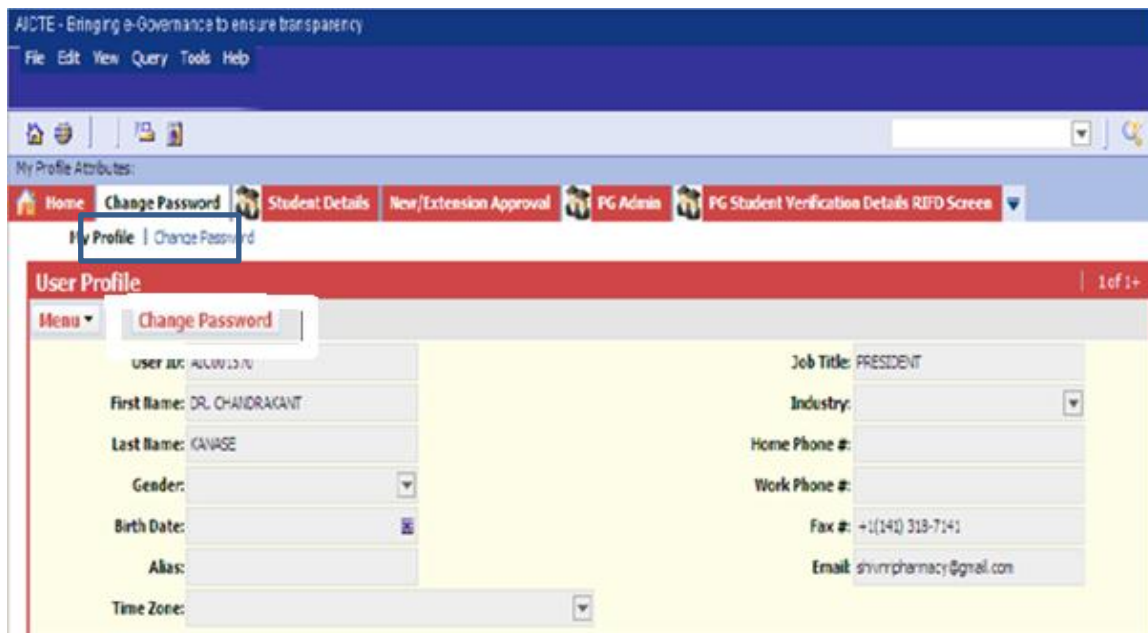 AICTE - Bringing e-Governance to ensure transparency
File Edit View Query Tools Help
My Profile Attributes:
Home Change Password Student Details New/Extension Approval PG Admin PG Student Verification Details RIFD Screen
My Profile | Change Password
User Profile 1 of 1+
Menu Change Password
User ID: Job Title: PRESIDENT
First Name: DR. CHANDRAKANT Industry:
Last Name: KANASE Home Phone #:
Gender: Work Phone #:
Birth Date: Fax #: +1(141) 318-7141
Alias: Email:
Time Zone: